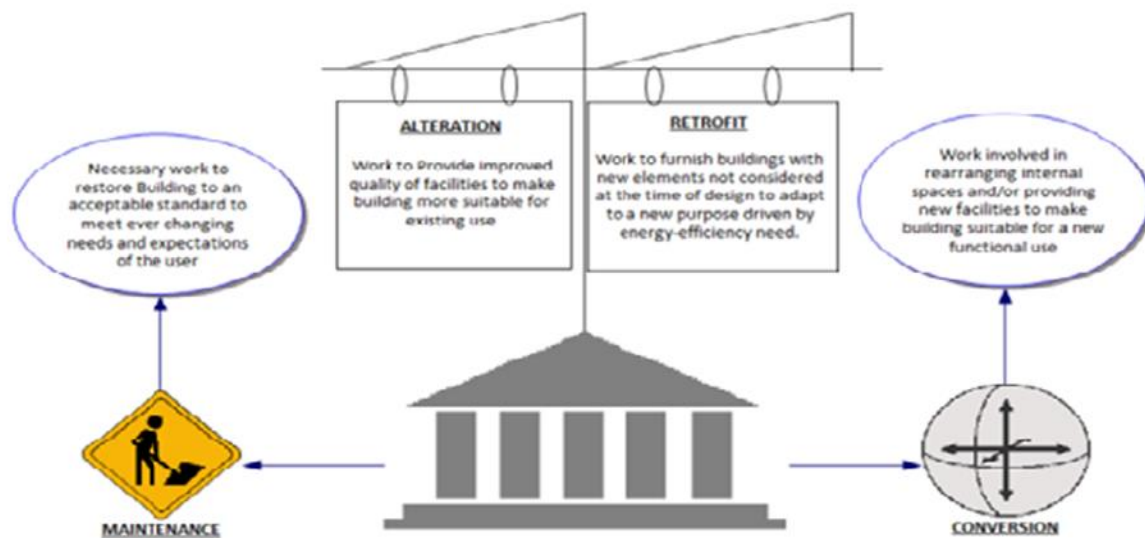 ALTERATION
Work to Provide improved
quality of facilities to make
building more suitable for
existing use
RETROFIT
Work to furnish buildings with
new elements not considered
at the time of design to adapt
to a new purpose driven by
energy-efficiency need.
Necessary work to
restore Building to an
acceptable standard to
meet ever changing
needs and expectations
of the user
Work involved in
rearranging internal
spaces and/or providing
new facilities to make
building suitable for a new
functional use
MAINTENANCE
CONVERSION